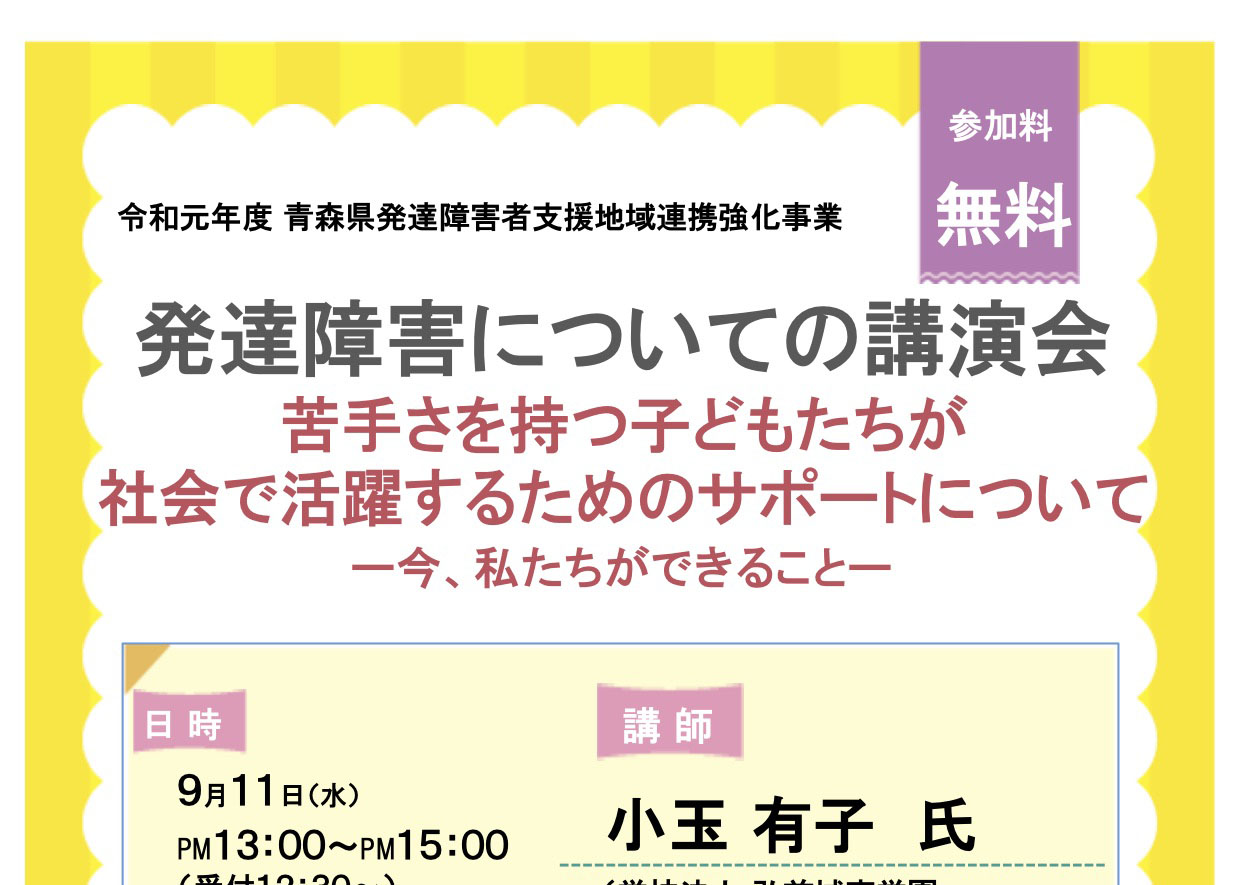 参加料
無料
令和元年度 青森県発達障害者支援地域連携強化事業
発達障害についての講演会
苦手さを持つ子どもたちが
社会で活躍するためのサポートについて
ー今、私たちができることー
日 時
講 師
9月11日(水)
小玉 有子 氏
PM13:00～PM15:00